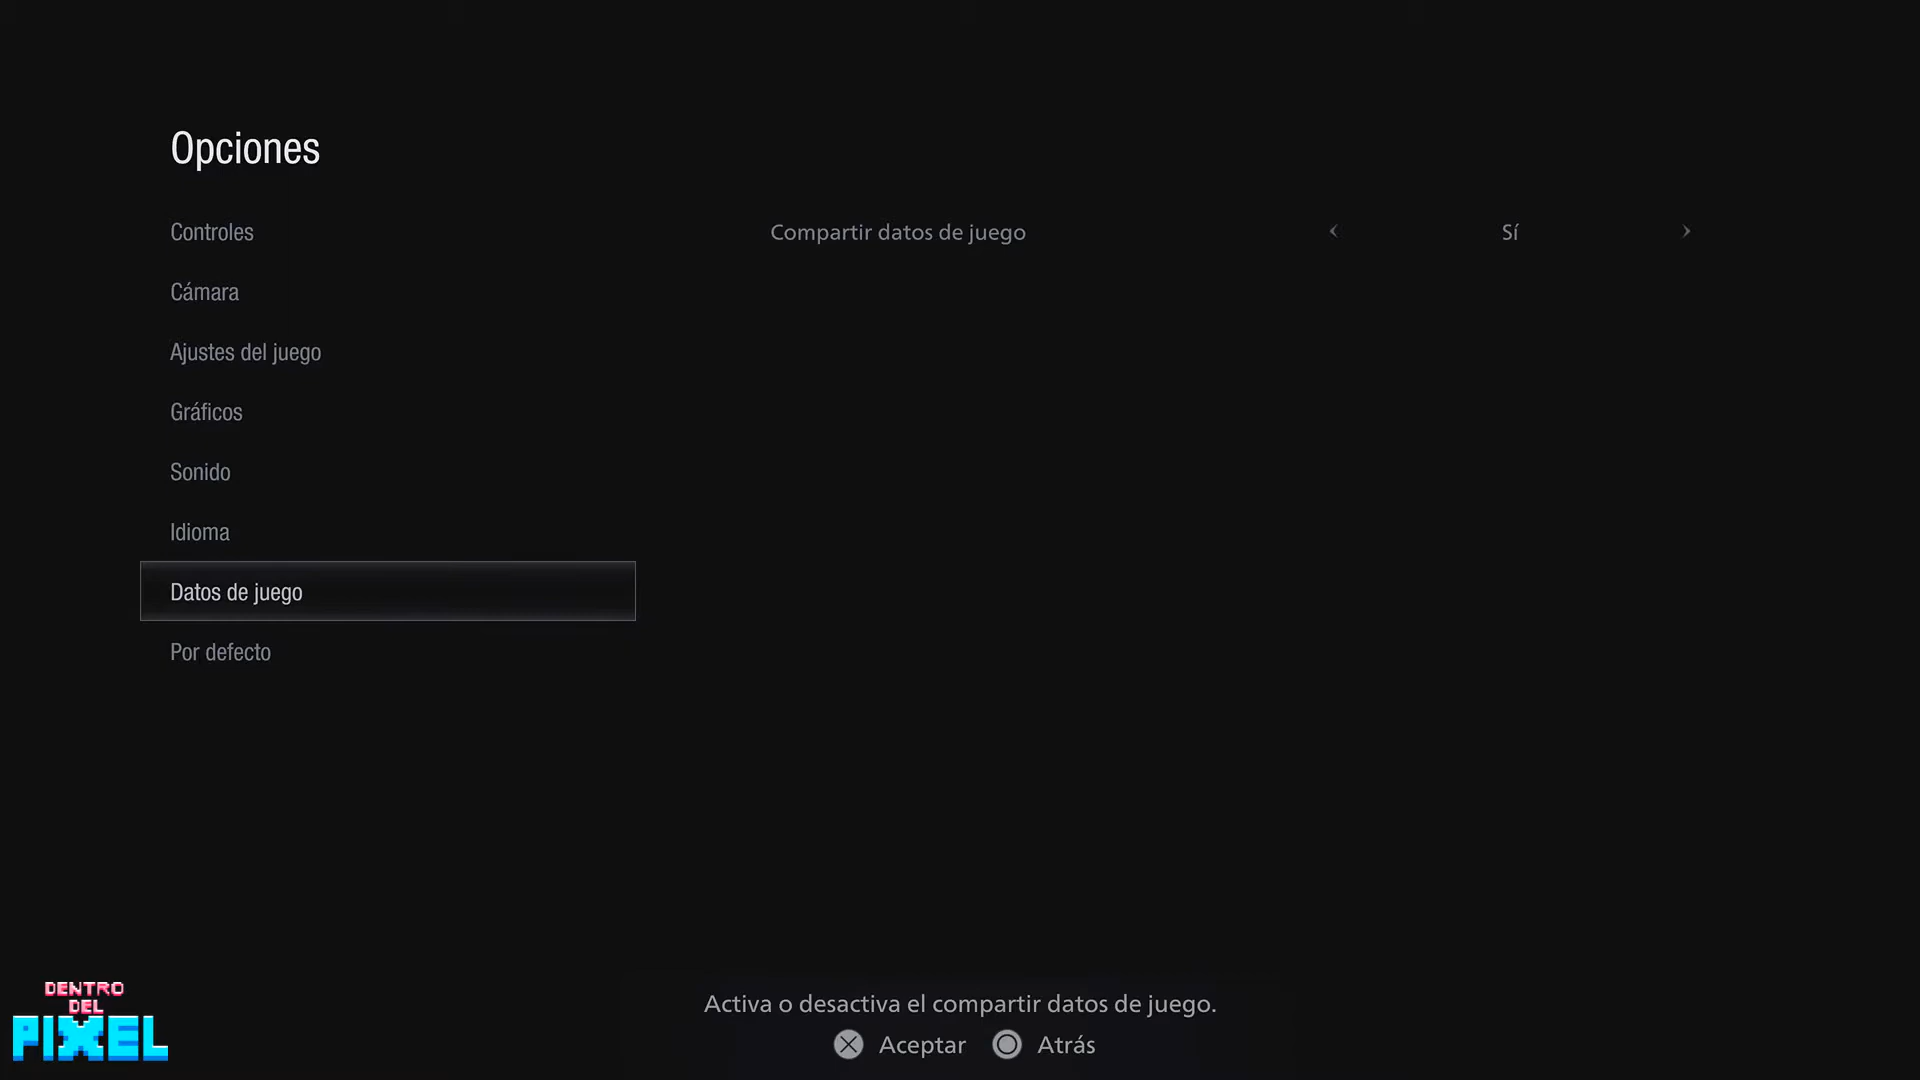 Opciones
Controles
Compartir datos de juego
Sí
Cámara
Ajustes del juego
Gráficos
Sonido
Idioma
Datos de juego
Por defecto
Activa o desactiva el compartir datos de juego.
Aceptar
Atrás
DENTRO
DEL
PIXEL